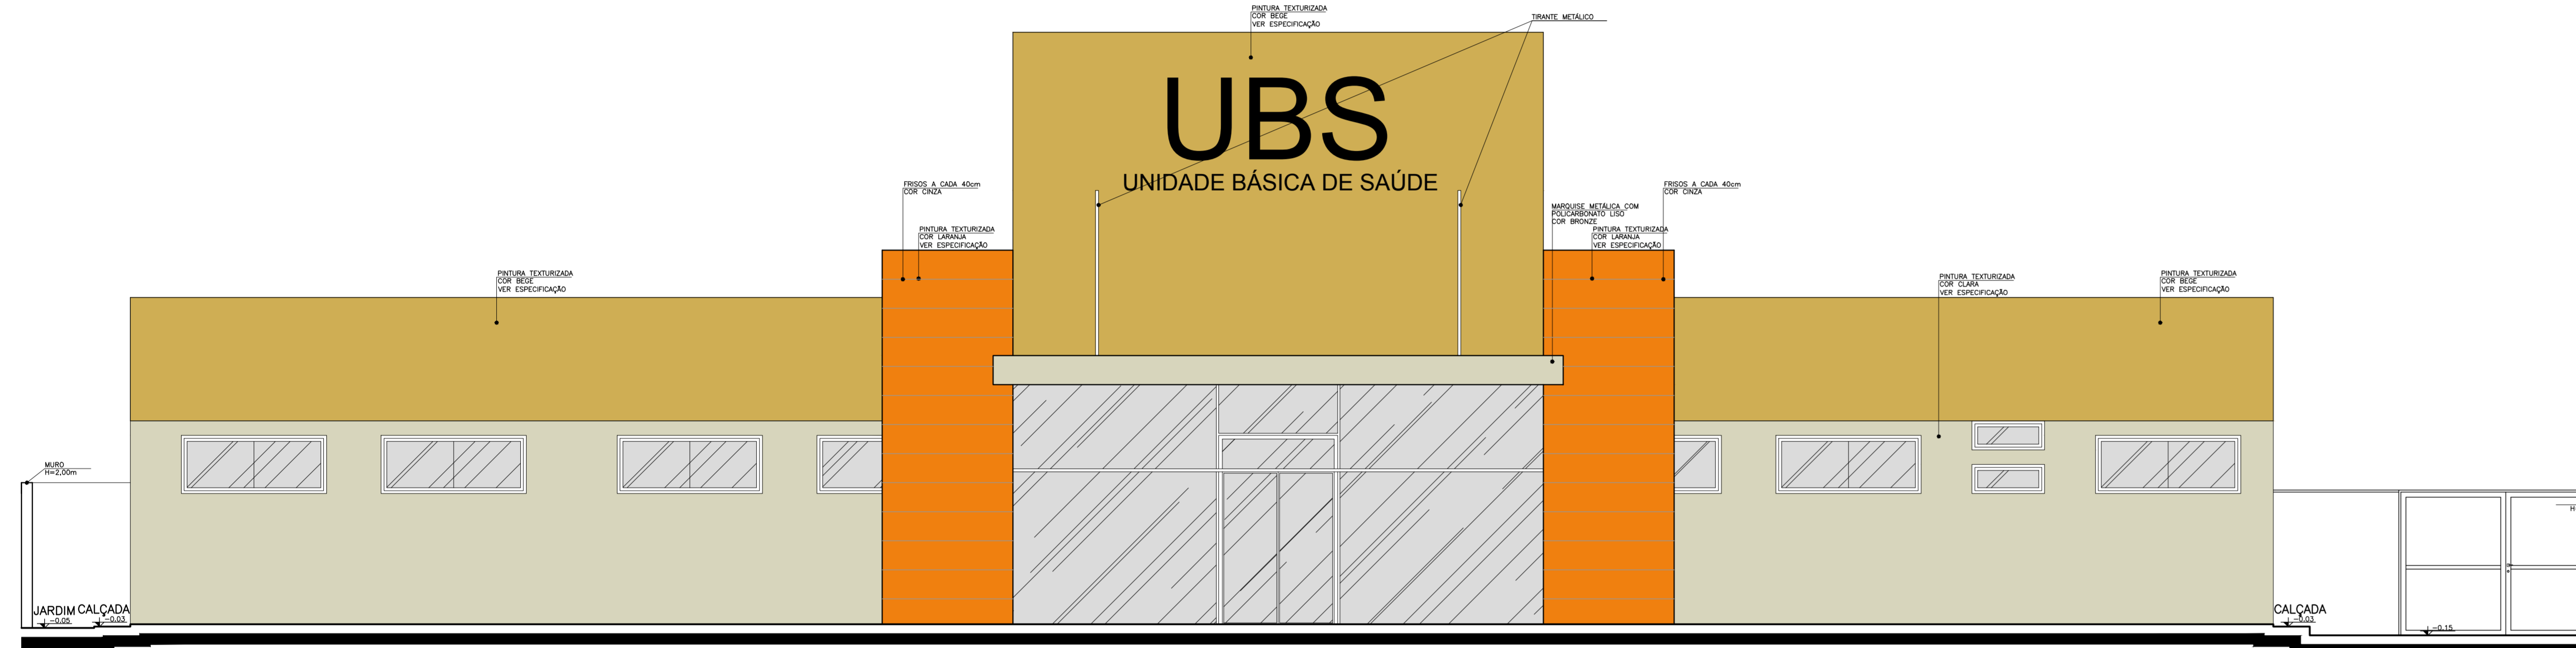 PINTURA TEXTURIZADA
COR BEGE
VER ESPECIFICAÇÃO
TIRANTE METÁLICO
UBS
UNIDADE BÁSICA DE SAÚDE
FRISOS A CADA 40cm
COR CINZA
PINTURA TEXTURIZADA
COR LARANJA
VER ESPECIFICAÇÃO
FRISOS A CADA 40cm
COR CINZA
MARQUISE METÁLICA COM
POLICARBONATO LISO
COR BRONZE
PINTURA TEXTURIZADA
COR LARANJA
VER ESPECIFICAÇÃO
PINTURA TEXTURIZADA
COR BEGE
VER ESPECIFICAÇÃO
PINTURA TEXTURIZADA
COR CLARA
VER ESPECIFICAÇÃO
PINTURA TEXTURIZADA
COR BEGE
VER ESPECIFICAÇÃO
MURO
H=2,00m
H
JARDIM
-0.05
CALÇADA
-0.03
CALÇADA
-0.03
-0.15